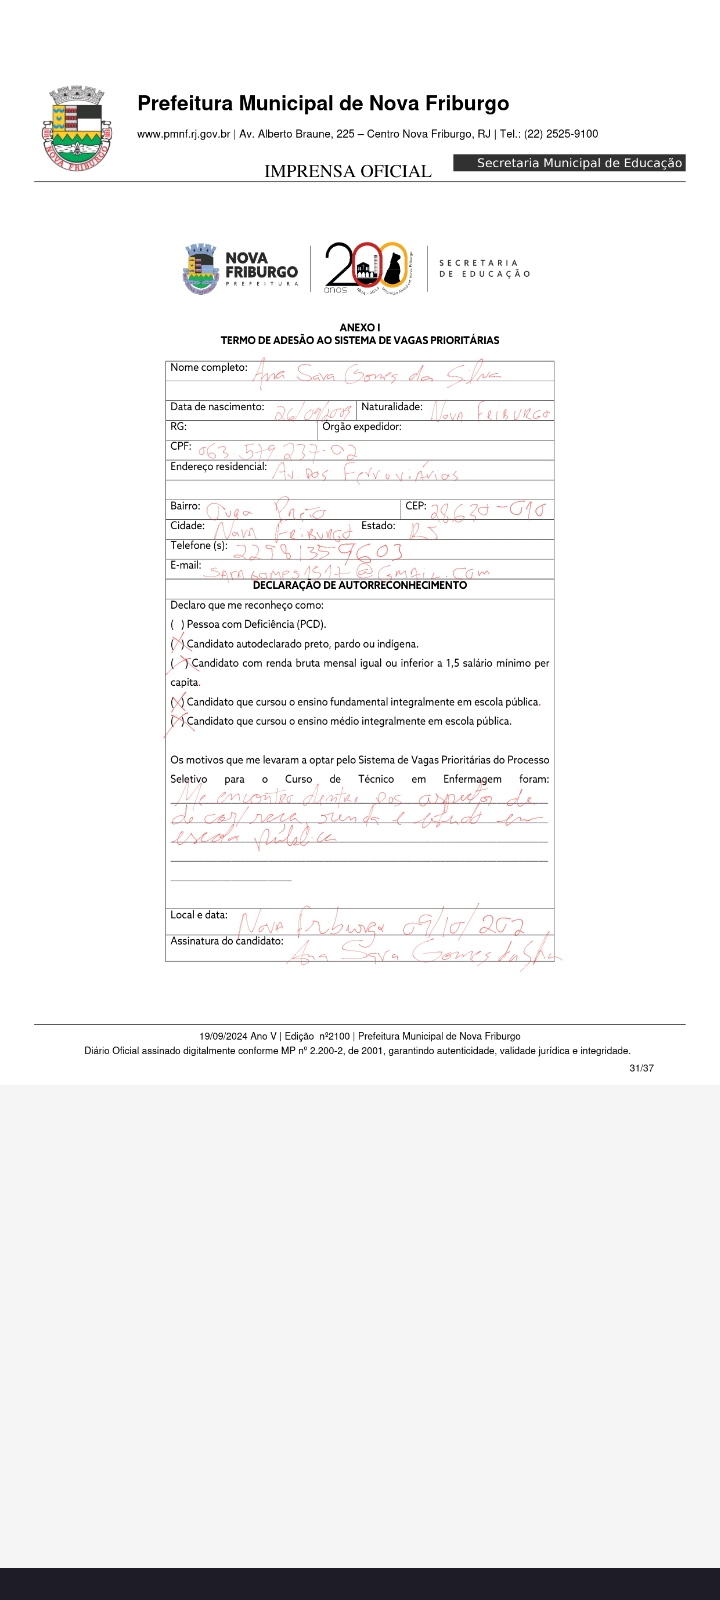 Prefeitura Municipal de Nova Friburgo
www.pmnf.rj.gov.br | Av. Alberto Braune, 225 – Centro Nova Friburgo, RJ | Tel.: (22) 2525-9100
IMPRENSA OFICIAL Secretaria Municipal de Educação
NOVA FRIBURGO
NOVA
FRIBURGO
PREFEITURA
200
anos
SECRETARIA
DE EDUCAÇÃO
ANEXO I
TERMO DE ADESÃO AO SISTEMA DE VAGAS PRIORITÁRIAS
Nome completo: Ana Sara Gomes da Silva
Data de nascimento: 26/09/2009 Naturalidade: Nova FRIBURGO
RG: Órgão expedidor:
CPF: 063.579.237-02
Endereço residencial: Av Dos Ferroviários
Bairro: Preto CEP: 28630-010
Cidade: Nova FRiBURGO Estado: RJ
Telefone (s): 22981359603
E-mail: SARAGOMES1517@GMAIL.COM
DECLARAÇÃO DE AUTORRECONHECIMENTO
Declaro que me reconheço como:
( ) Pessoa com Deficiência (PCD).
(X) Candidato autodeclarado preto, pardo ou indígena.
(X) Candidato com renda bruta mensal igual ou inferior a 1,5 salário mínimo per
capita.
(X) Candidato que cursou o ensino fundamental integralmente em escola pública.
(X) Candidato que cursou o ensino médio integralmente em escola pública.
Os motivos que me levaram a optar pelo Sistema de Vagas Prioritárias do Processo
Seletivo para o Curso de Técnico em Enfermagem foram:
Me encontro dentro dos aspectos de
de cor/raça, renda e estudo em
escola pública
Local e data: Nova friburgo 09/10/202
Assinatura do candidato: Ana Sara Gomes da Silva
19/09/2024 Ano V | Edição nº2100 | Prefeitura Municipal de Nova Friburgo
Diário Oficial assinado digitalmente conforme MP nº 2.200-2, de 2001, garantindo autenticidade, validade jurídica e integridade.
31/37